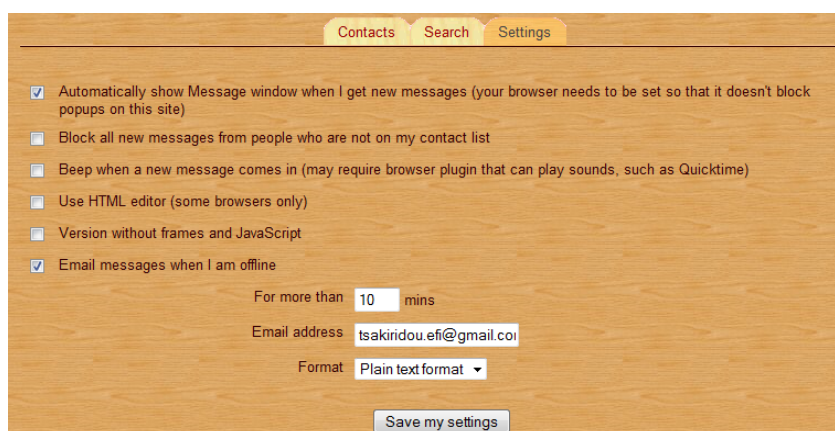 Contacts Search Settings
Automatically show Message window when I get new messages (your browser needs to be set so that it doesn't block
popups on this site)
Block all new messages from people who are not on my contact list
Beep when a new message comes in (may require browser plugin that can play sounds, such as Quicktime)
Use HTML editor (some browsers only)
Version without frames and JavaScript
Email messages when I am offline
For more than 10 mins
Email address tsakiridou.efi@gmail.co
Format Plain text format
Save my settings